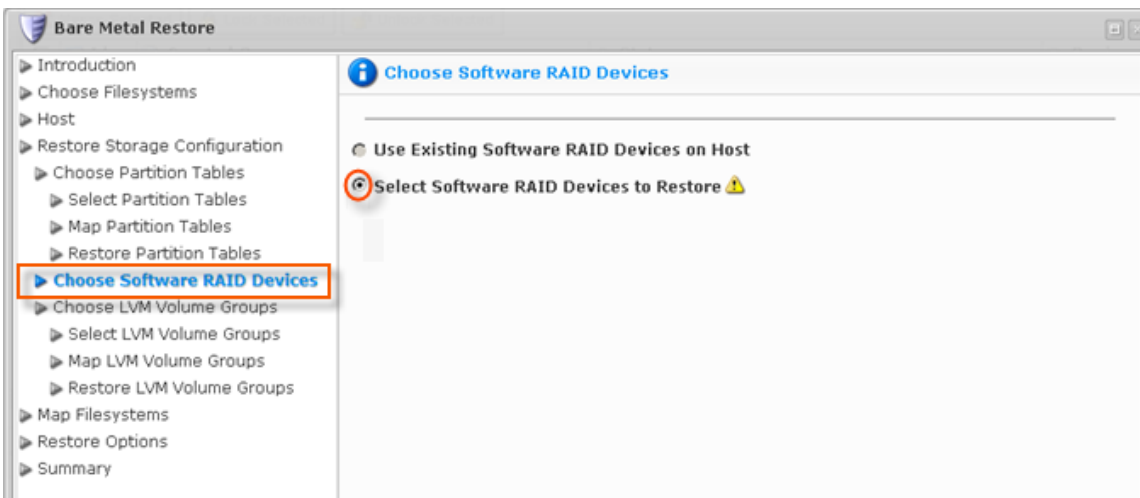 Bare Metal Restore
Introduction
Choose Filesystems
Host
Restore Storage Configuration
Choose Partition Tables
Select Partition Tables
Map Partition Tables
Restore Partition Tables
Choose Software RAID Devices
Choose LVM Volume Groups
Select LVM Volume Groups
Map LVM Volume Groups
Restore LVM Volume Groups
Map Filesystems
Restore Options
Summary
Choose Software RAID Devices
Use Existing Software RAID Devices on Host
Select Software RAID Devices to Restore